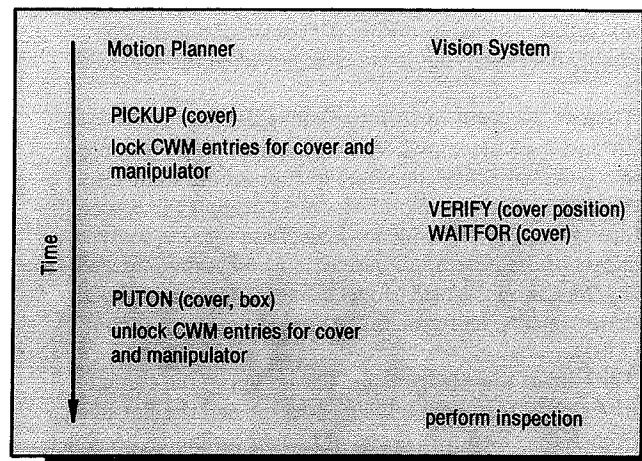 Motion Planner
Vision System
PICKUP (cover)
lock CWM entries for cover and
manipulator
VERIFY (cover position)
WAITFOR (cover)
Time
PUTON (cover, box)
unlock CWM entries for cover
and manipulator
perform inspection